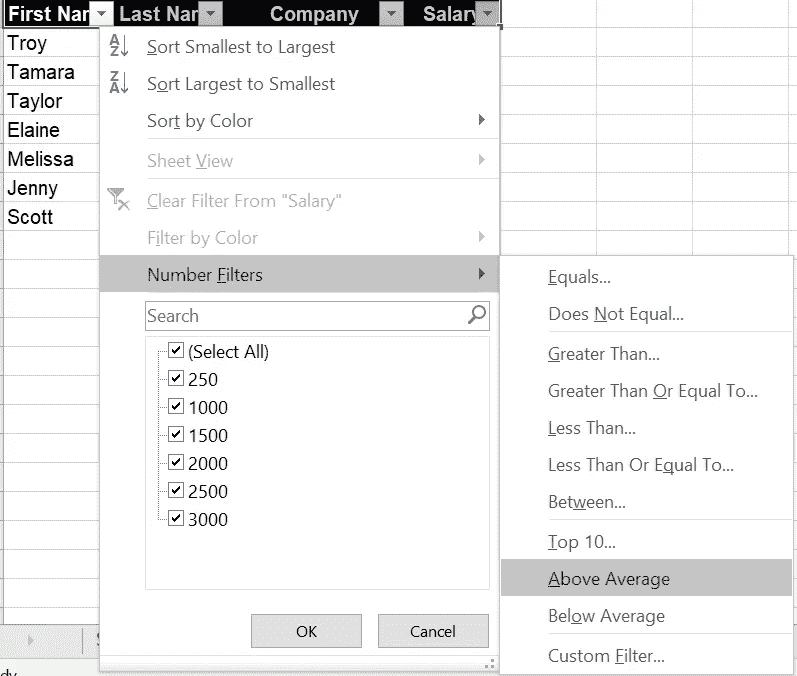 First Nar Last Nar Company Salary
Troy
Tamara
Taylor
Elaine
Melissa
Jenny
Scott
Sort Smallest to Largest
Sort Largest to Smallest
Sort by Color
Sheet View
Clear Filter From "Salary"
Filter by Color
Number Filters
Search
(Select All)
250
1000
1500
2000
2500
3000
OK Cancel
Equals...
Does Not Equal...
Greater Than...
Greater Than Or Equal To...
Less Than...
Less Than Or Equal To...
Between...
Top 10...
Above Average
Below Average
Custom Filter...